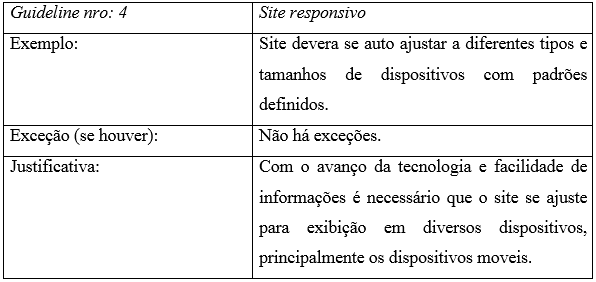 Guideline nro: 4 Site responsivo
Exemplo: Site devera se auto ajustar a diferentes tipos e
tamanhos de dispositivos com padrões
definidos.
Exceção (se houver): Não há exceções.
Justificativa: Com o avanço da tecnologia e facilidade de
informações é necessário que o site se ajuste
para exibição em diversos dispositivos,
principalmente os dispositivos moveis.